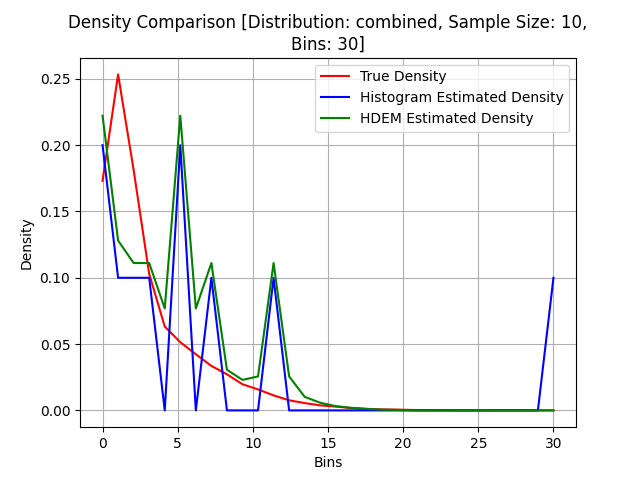 Density Comparison [Distribution: combined, Sample Size: 10,
Bins: 30]
True Density
Histogram Estimated Density
HDEM Estimated Density
Density
0.25
0.20
0.15
0.10
0.05
0.00
0
5
10
15
20
25
30
Bins